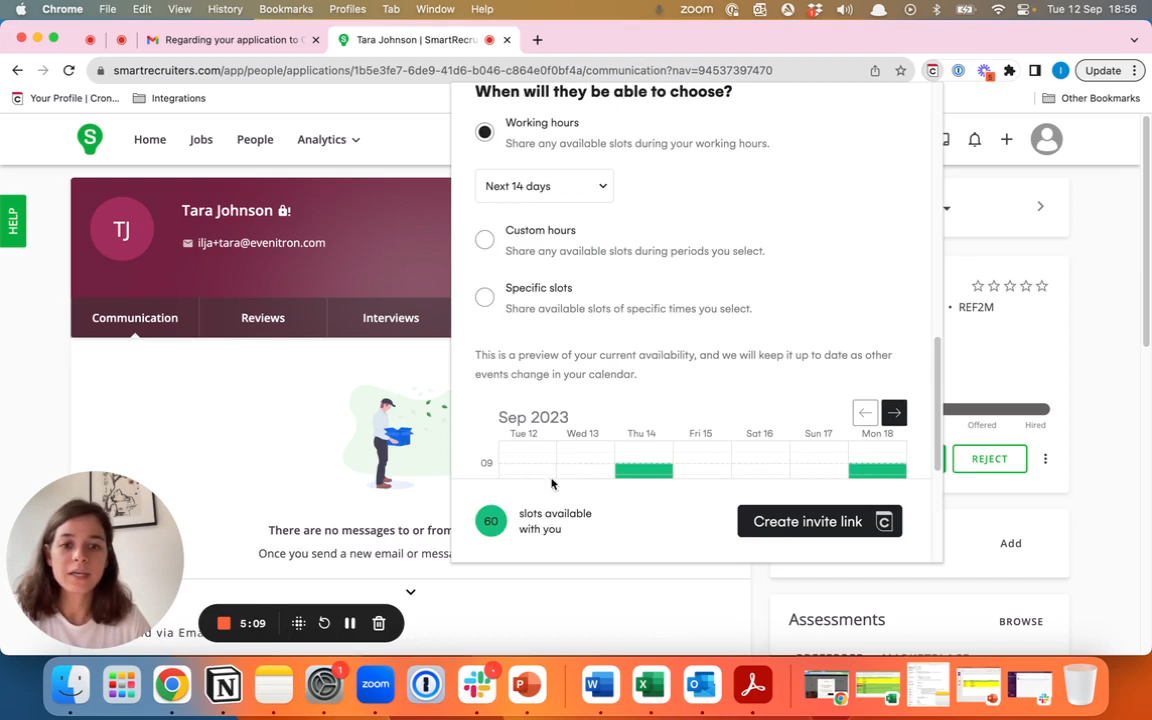 Chrome File Edit View History Bookmarks Profiles Tab Window Help zoom Tue 12 Sep 18:56
Regarding your application to
Tara Johnson | SmartRecru
smartrecruiters.com/app/people/applications/1b5e3fe7-6de9-41d6-b046-c864e0f0bf4a/communication?nav=94537397470
Update
Your Profile | Cron...
Integrations
Other Bookmarks
Home
Jobs
People
Analytics
HELP
TJ
Tara Johnson
ilja+tara@evenitron.com
Communication
Reviews
Interviews
There are no messages to or from
Once you send a new email or messa
When will they be able to choose?
Working hours
Share any available slots during your working hours.
Next 14 days
Custom hours
Share any available slots during periods you select.
Specific slots
Share available slots of specific times you select.
This is a preview of your current availability, and we will keep it up to date as other
events change in your calendar.
Sep 2023
Tue 12 Wed 13 Thu 14 Fri 15 Sat 16 Sun 17 Mon 18
09
60
slots available
with you
Create invite link
• REF2M
Offered
Hired
REJECT
Add
Assessments
BROWSE
5:09
d via Ema
zoom